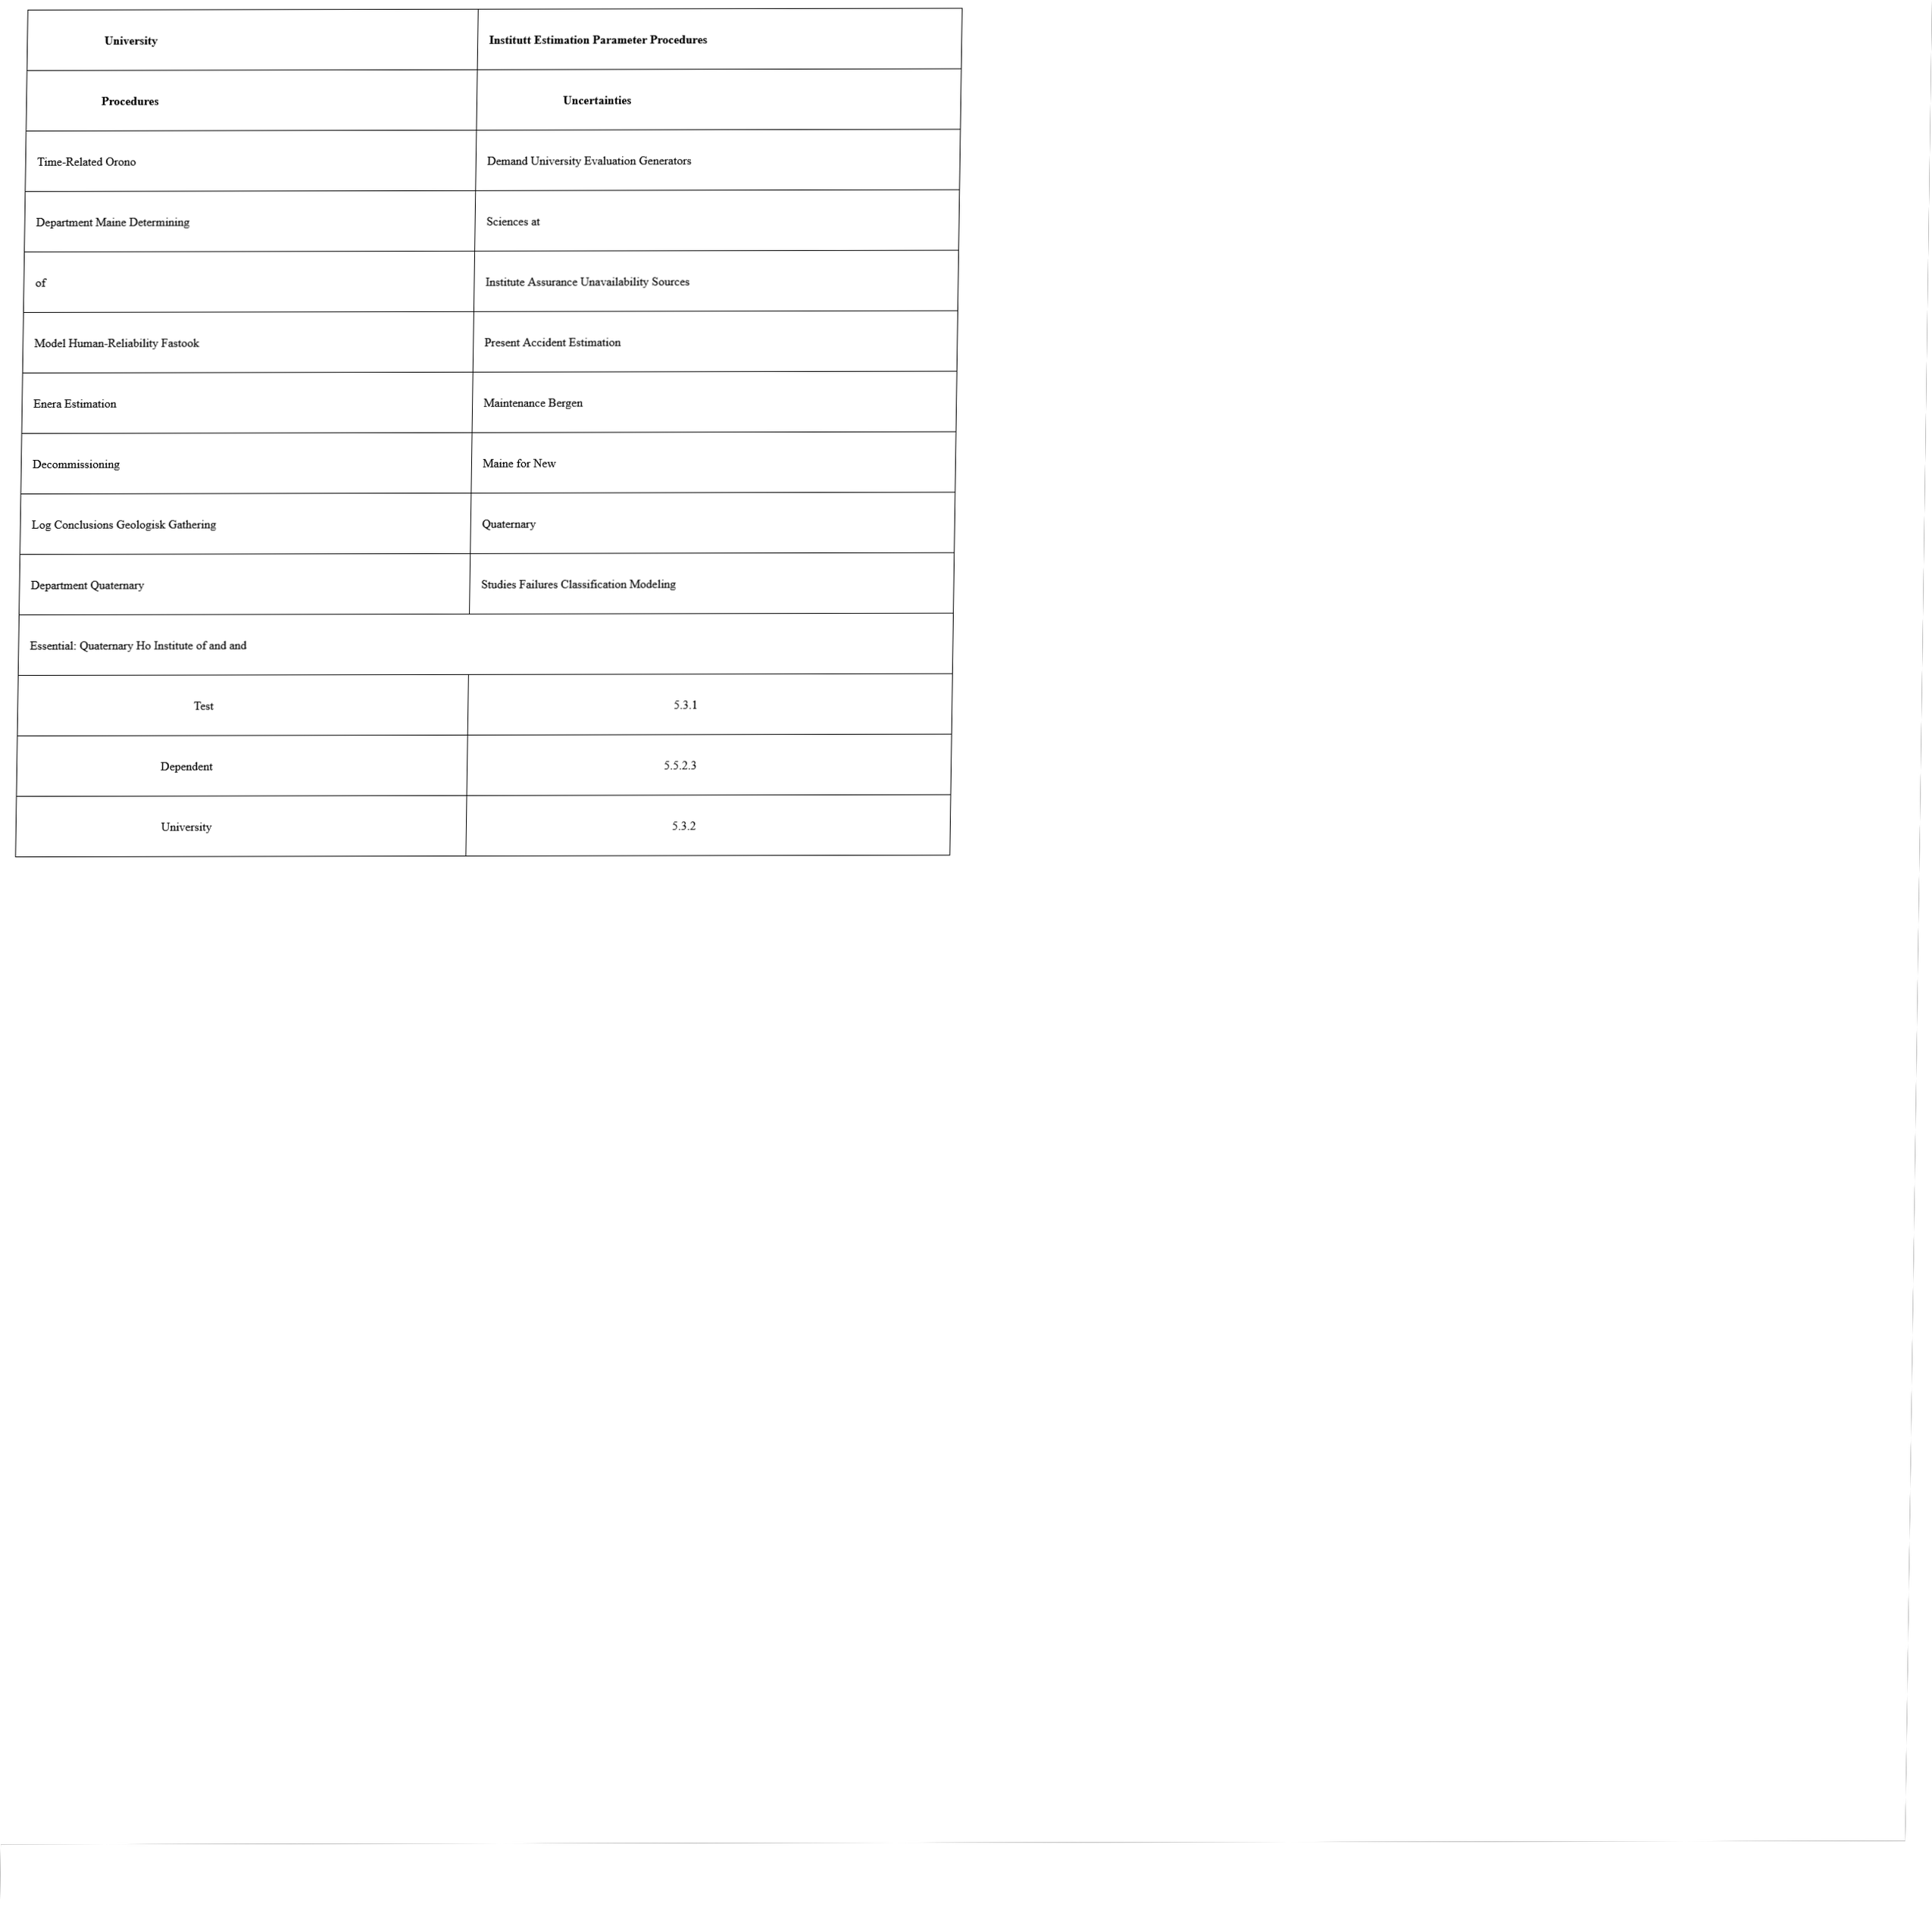 University
Institutt Estimation Parameter Procedures
Procedures
Uncertainties
Time-Related Orono
Demand University Evaluation Generators
Department Maine Determining
Sciences at
of
Institute Assurance Unavailability Sources
Model Human-Reliability Fastook
Present Accident Estimation
Enera Estimation
Maintenance Bergen
Decommissioning
Maine for New
Log Conclusions Geologisk Gathering
Quaternary
Department Quaternary
Studies Failures Classification Modeling
Essential: Quaternary Ho Institute of and and
Test
5.3.1
Dependent
5.5.2.3
University
5.3.2